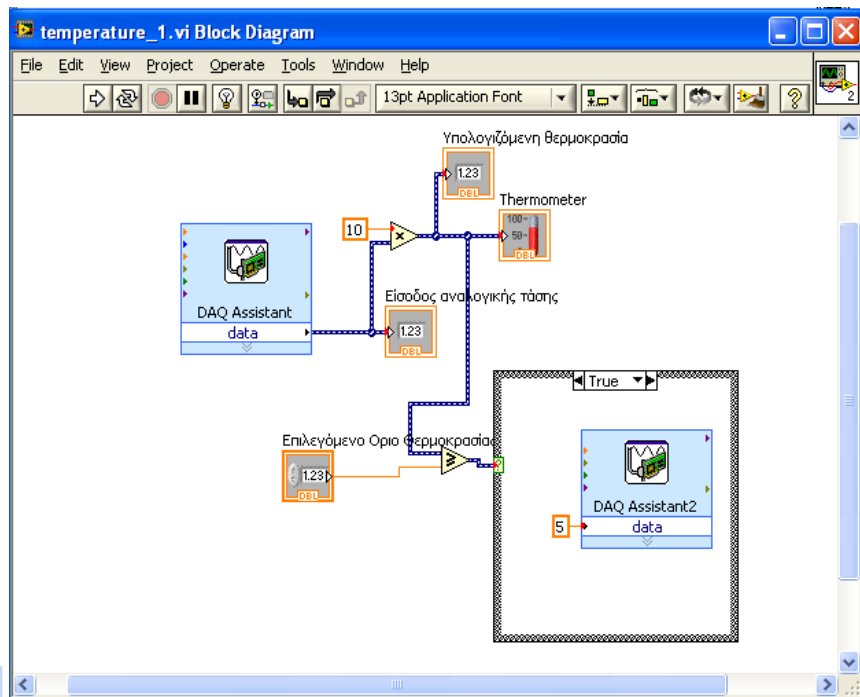 temperature_1.vi Block Diagram
File Edit View Project Operate Tools Window Help
13pt Application Font
2
Υπολογιζόμενη θερμοκρασία
1.23
DBL
Thermometer
100
50
DBL
10
DAQ Assistant
data
Είσοδος αναλογικής τάσης
1.23
DBL
True
Επιλεγόμενο Οριο Θερμοκρασίας
1.23
DBL
?
DAQ Assistant2
5
data